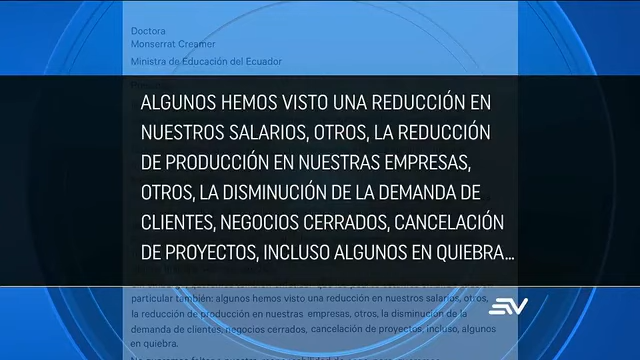 Doctora
Monserrat Creamer
Ministra de Educación del Ecuador
ALGUNOS HEMOS VISTO UNA REDUCCIÓN EN
NUESTROS SALARIOS, OTROS, LA REDUCCIÓN
DE PRODUCCIÓN EN NUESTRAS EMPRESAS,
OTROS, LA DISMINUCIÓN DE LA DEMANDA DE
CLIENTES, NEGOCIOS CERRADOS, CANCELACIÓN
DE PROYECTOS, INCLUSO ALGUNOS EN QUIEBRA...
particular también: algunos hemos visto una reducción en nuestros salarios, otros,
la reducción de producción en nuestras empresas, otros, la disminución de la
demanda de clientes, negocios cerrados, cancelación de proyectos, incluso, algunos
en quiebra.